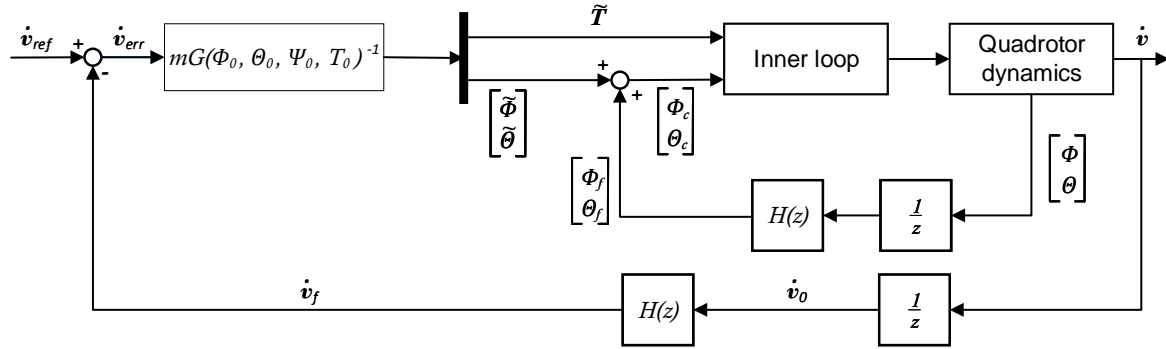 T̃
v̇ref
+
v̇err
-
mG(Φ0, Θ0, Ψ0, T0)⁻¹
Inner loop
Quadrotor
dynamics
v̇
+
+
Φ̃
Θ̃
Φc
Θc
Φ
Θ
Φf
Θf
H(z)
1
z
v̇f
H(z)
v̇0
1
z